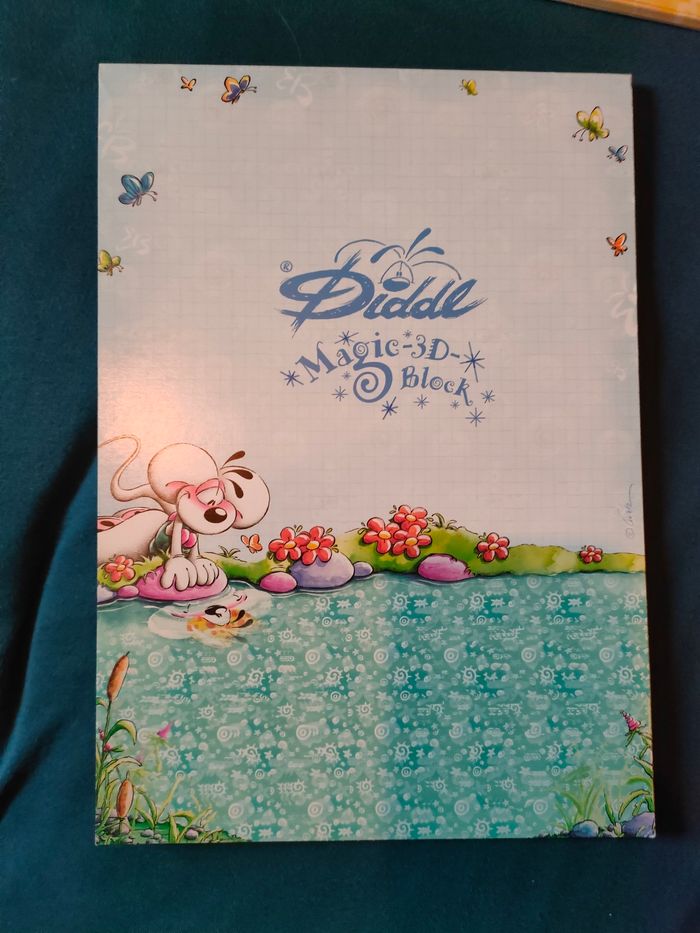 ® Diddl
Magic-3D-
Block